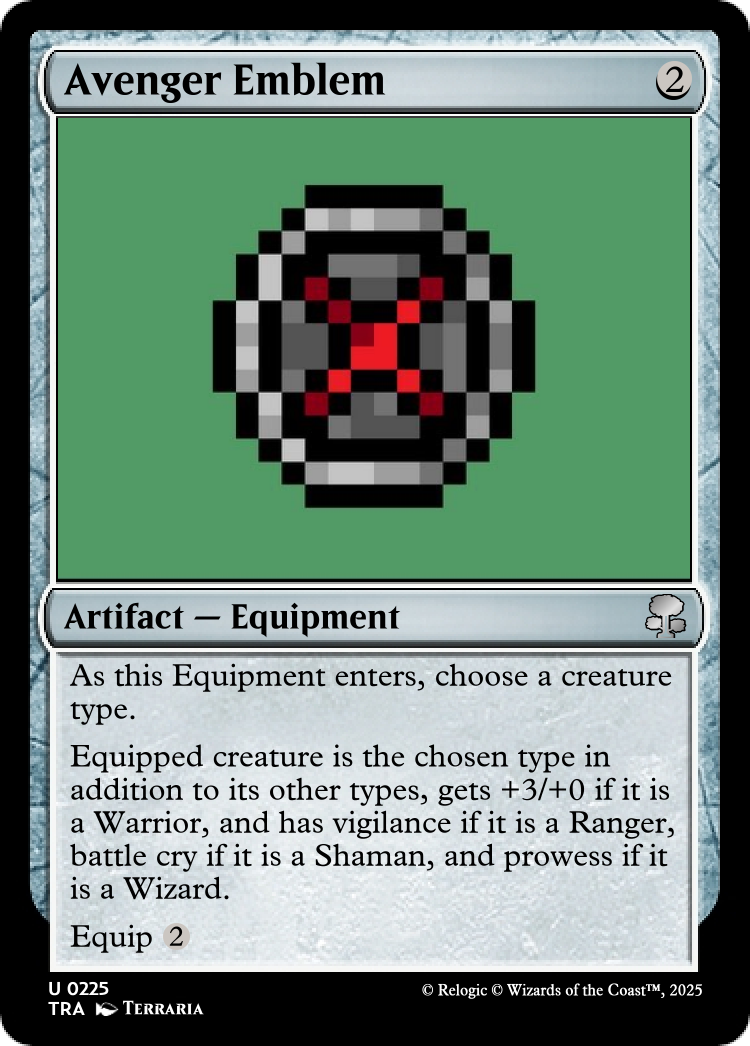 Avenger Emblem 2
Artifact — Equipment
As this Equipment enters, choose a creature
type.
Equipped creature is the chosen type in
addition to its other types, gets +3/+0 if it is
a Warrior, and has vigilance if it is a Ranger,
battle cry if it is a Shaman, and prowess if it
is a Wizard.
Equip 2
U 0225
TRA TERRARIA
© Relogic © Wizards of the Coast™, 2025